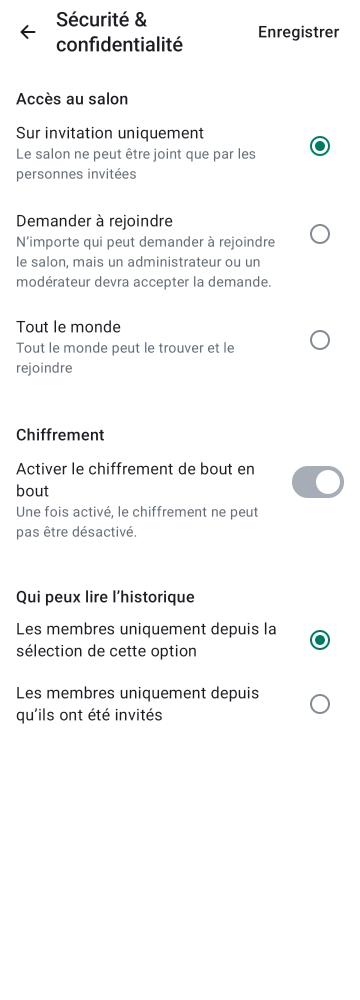 Sécurité &
confidentialité
Enregistrer
Accès au salon
Sur invitation uniquement
Le salon ne peut être joint que par les
personnes invitées
Demander à rejoindre
N’importe qui peut demander à rejoindre
le salon, mais un administrateur ou un
modérateur devra accepter la demande.
Tout le monde
Tout le monde peut le trouver et le
rejoindre
Chiffrement
Activer le chiffrement de bout en
bout
Une fois activé, le chiffrement ne peut
pas être désactivé.
Qui peux lire l’historique
Les membres uniquement depuis la
sélection de cette option
Les membres uniquement depuis
qu’ils ont été invités